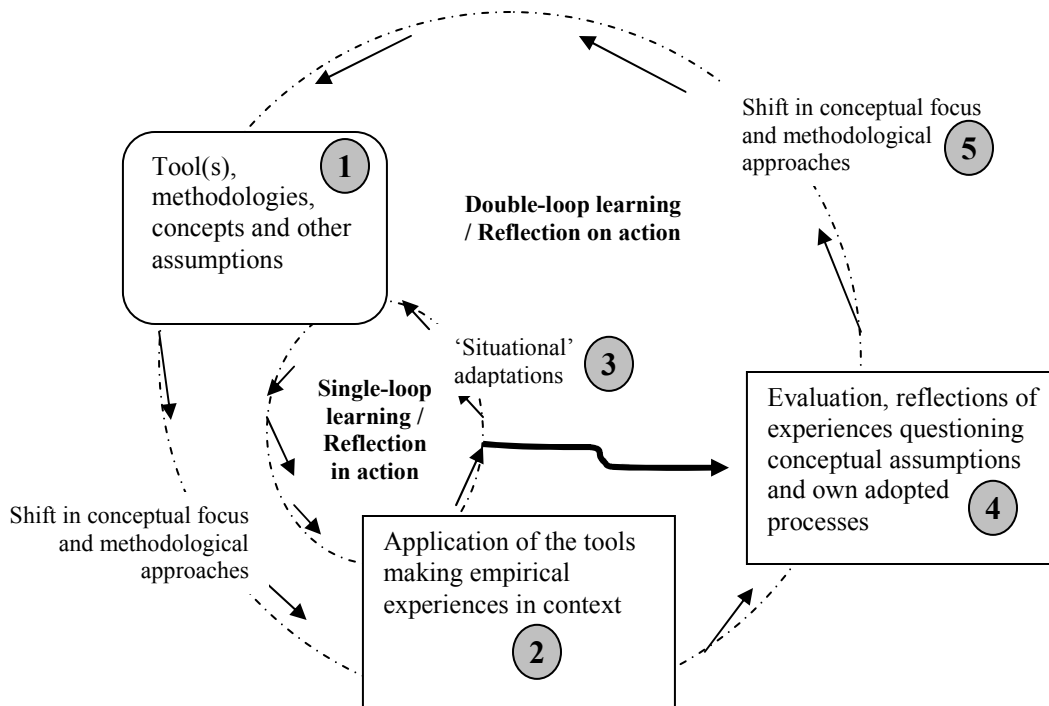 Shift in conceptual focus
and methodological
approaches
5
Tool(s),
methodologies,
concepts and other
assumptions
1
Double-loop learning
/ Reflection on action
‘Situational’
adaptations
3
Single-loop
learning /
Reflection
in action
Evaluation, reflections of
experiences questioning
conceptual assumptions
and own adopted
processes
4
Shift in conceptual focus
and methodological
approaches
Application of the tools
making empirical
experiences in context
2